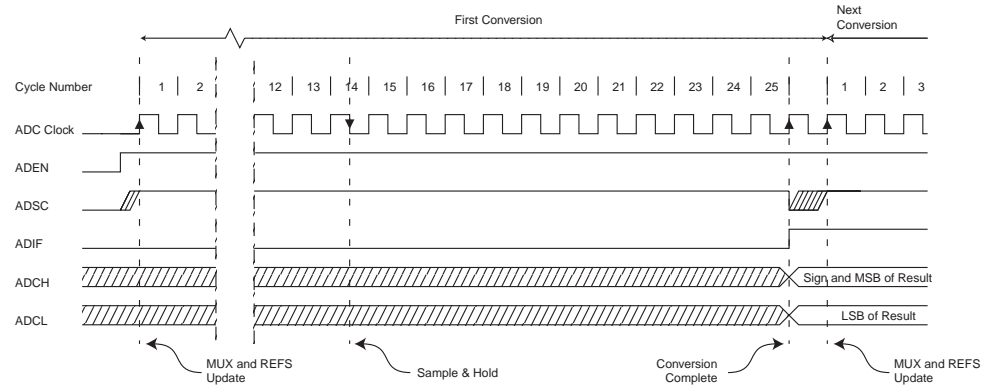 First Conversion
Next
Conversion
Cycle Number 1 2 12 13 14 15 16 17 18 19 20 21 22 23 24 25 1 2 3
ADC Clock
ADEN
ADSC
ADIF
ADCH Sign and MSB of Result
ADCL LSB of Result
MUX and REFS
Update
Sample & Hold
Conversion
Complete
MUX and REFS
Update